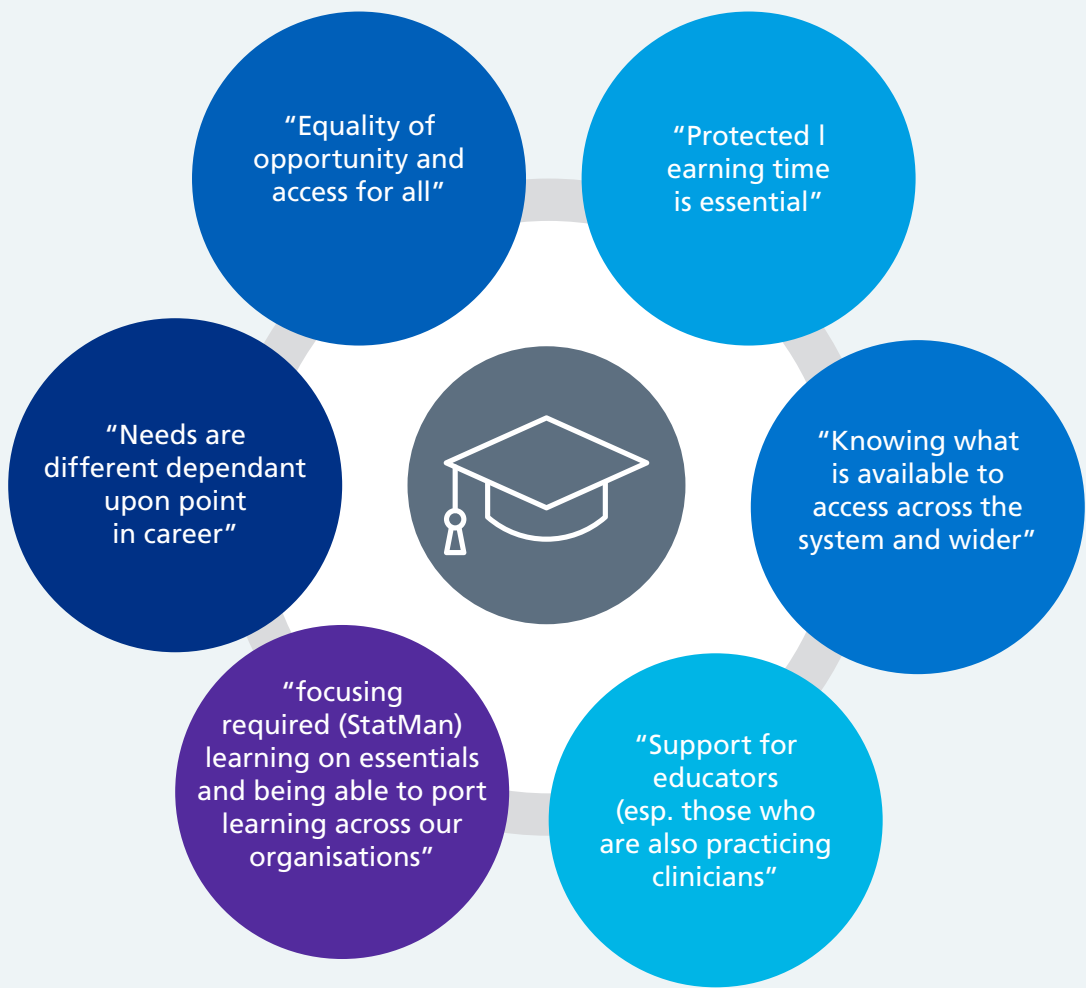 “Equality of
opportunity and
access for all”
“Protected l
earning time
is essential”
“Knowing what
is available to
access across the
system and wider”
“Support for
educators
(esp. those who
are also practicing
clinicians”
“focusing
required (StatMan)
learning on essentials
and being able to port
learning across our
organisations”
“Needs are
different dependant
upon point
in career”